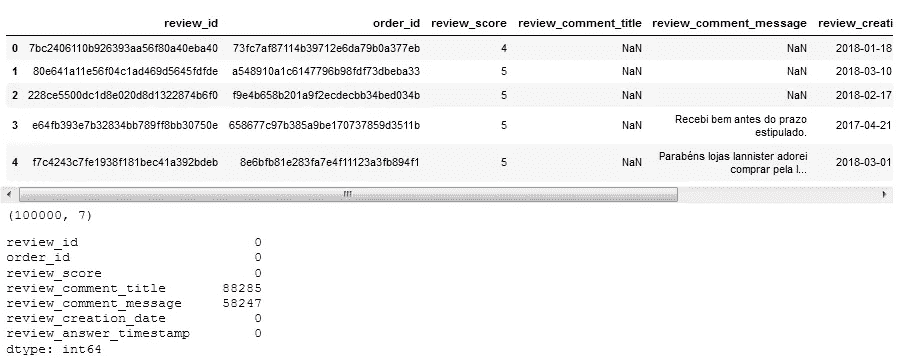 review_id order_id review_score review_comment_title review_comment_message review_creati
0 7bc2406110b926393aa56f80a40eba40 73fc7af87114b39712e6da79b0a377eb 4 NaN NaN 2018-01-18
1 80e641a11e56f04c1ad469d5645fdfde a548910a1c6147796b98fdf73dbeba33 5 NaN NaN 2018-03-10
2 228ce5500dc1d8e020d8d1322874b6f0 f9e4b658b201a9f2ecdecbb34bed034b 5 NaN NaN 2018-02-17
3 e64fb393e7b32834bb789ff8bb30750e 658677c97b385a9be170737859d3511b 5 NaN Recebi bem antes do prazo 2017-04-21
estipulado.
4 f7c4243c7fe1938f181bec41a392bdeb 8e6bfb81e283fa7e4f11123a3fb894f1 5 NaN Parabéns lojas lannister adorei 2018-03-01
comprar pela I...
(100000, 7)
review_id 0
order_id 0
review_score 0
review_comment_title 88285
review_comment_message 58247
review_creation_date 0
review_answer_timestamp 0
dtype: int64